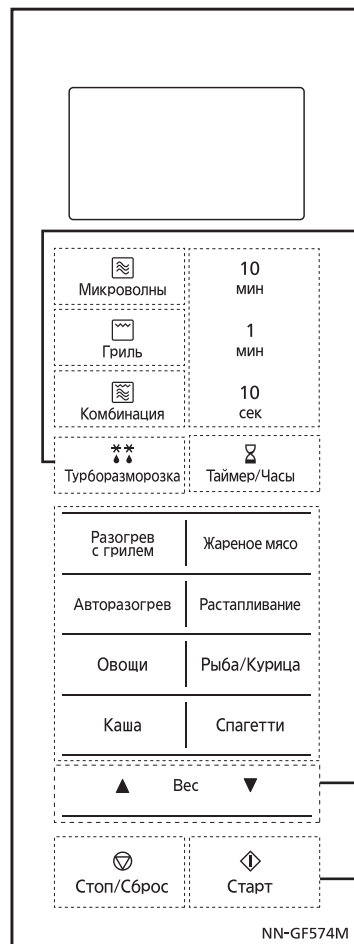 10
мин
Микроволны
1
мин
Гриль
10
сек
Комбинация
Турборазморозка
Таймер/Часы
Разогрев
с грилем
Жареное мясо
Авторазогрев
Растапливание
Овощи
Рыба/Курица
Каша
Спагетти
Вес
Стоп/Сброс
Старт
NN-GF574M